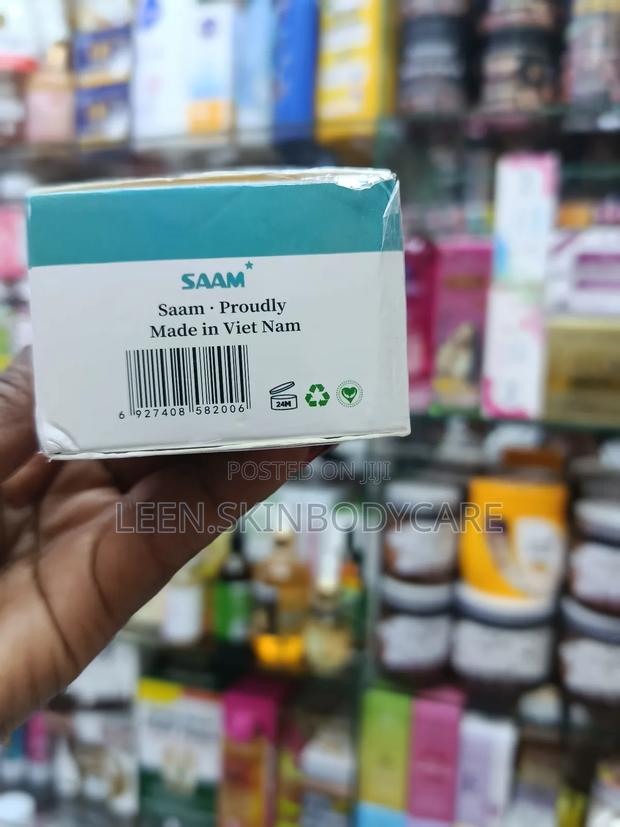 SAAM
Saam · Proudly
Made in Viet Nam
6 927408 582006
24M
POSTED ON JIJI
LEEN.SKINBODYCARE